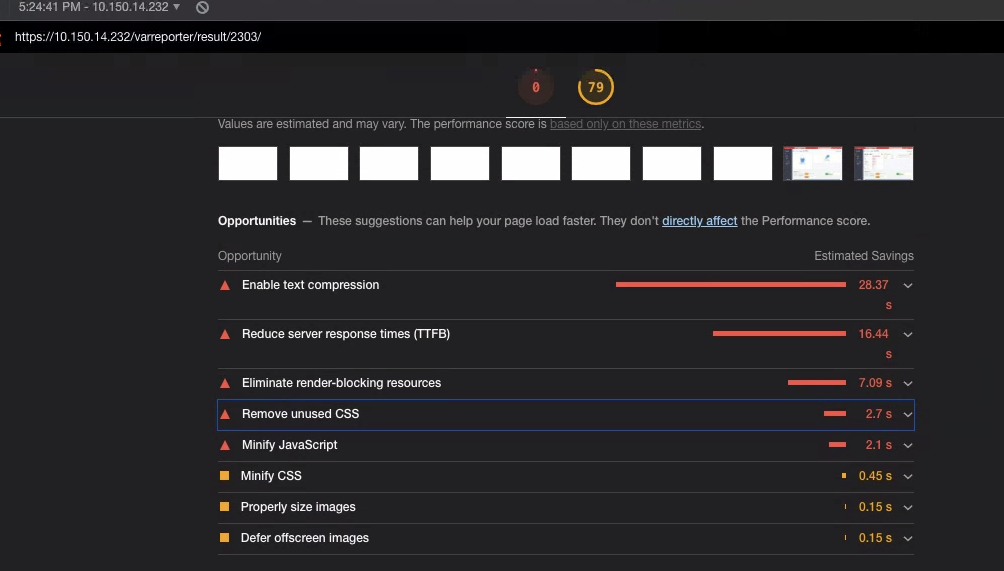 5:24:41 PM - 10.150.14.232
https://10.150.14.232/varreporter/result/2303/
0
79
Values are estimated and may vary. The performance score is based only on these metrics.
Opportunities — These suggestions can help your page load faster. They don't directly affect the Performance score.
Opportunity Estimated Savings
Enable text compression 28.37
s
Reduce server response times (TTFB) 16.44
s
Eliminate render-blocking resources 7.09 s
Remove unused CSS 2.7 s
Minify JavaScript 2.1 s
Minify CSS 0.45 s
Properly size images 0.15 s
Defer offscreen images 0.15 s